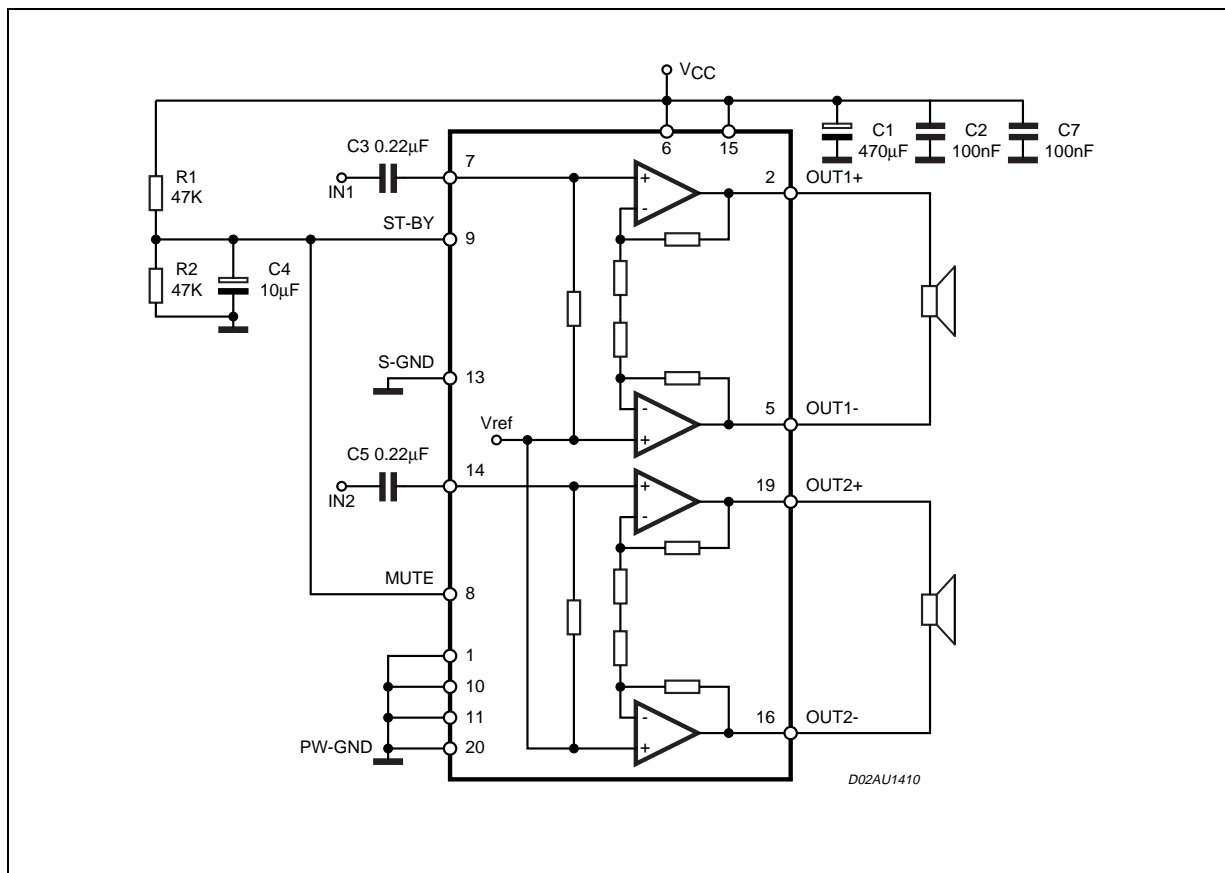 VCC
C3 0.22µF
7
6
15
C1
470µF
C2
100nF
C7
100nF
R1
47K
IN1
+
-
2
OUT1+
ST-BY
9
R2
47K
C4
10µF
S-GND
13
-
+
5
OUT1-
Vref
C5 0.22µF
14
IN2
+
-
19
OUT2+
MUTE
8
1
10
11
PW-GND
20
-
+
16
OUT2-
D02AU1410